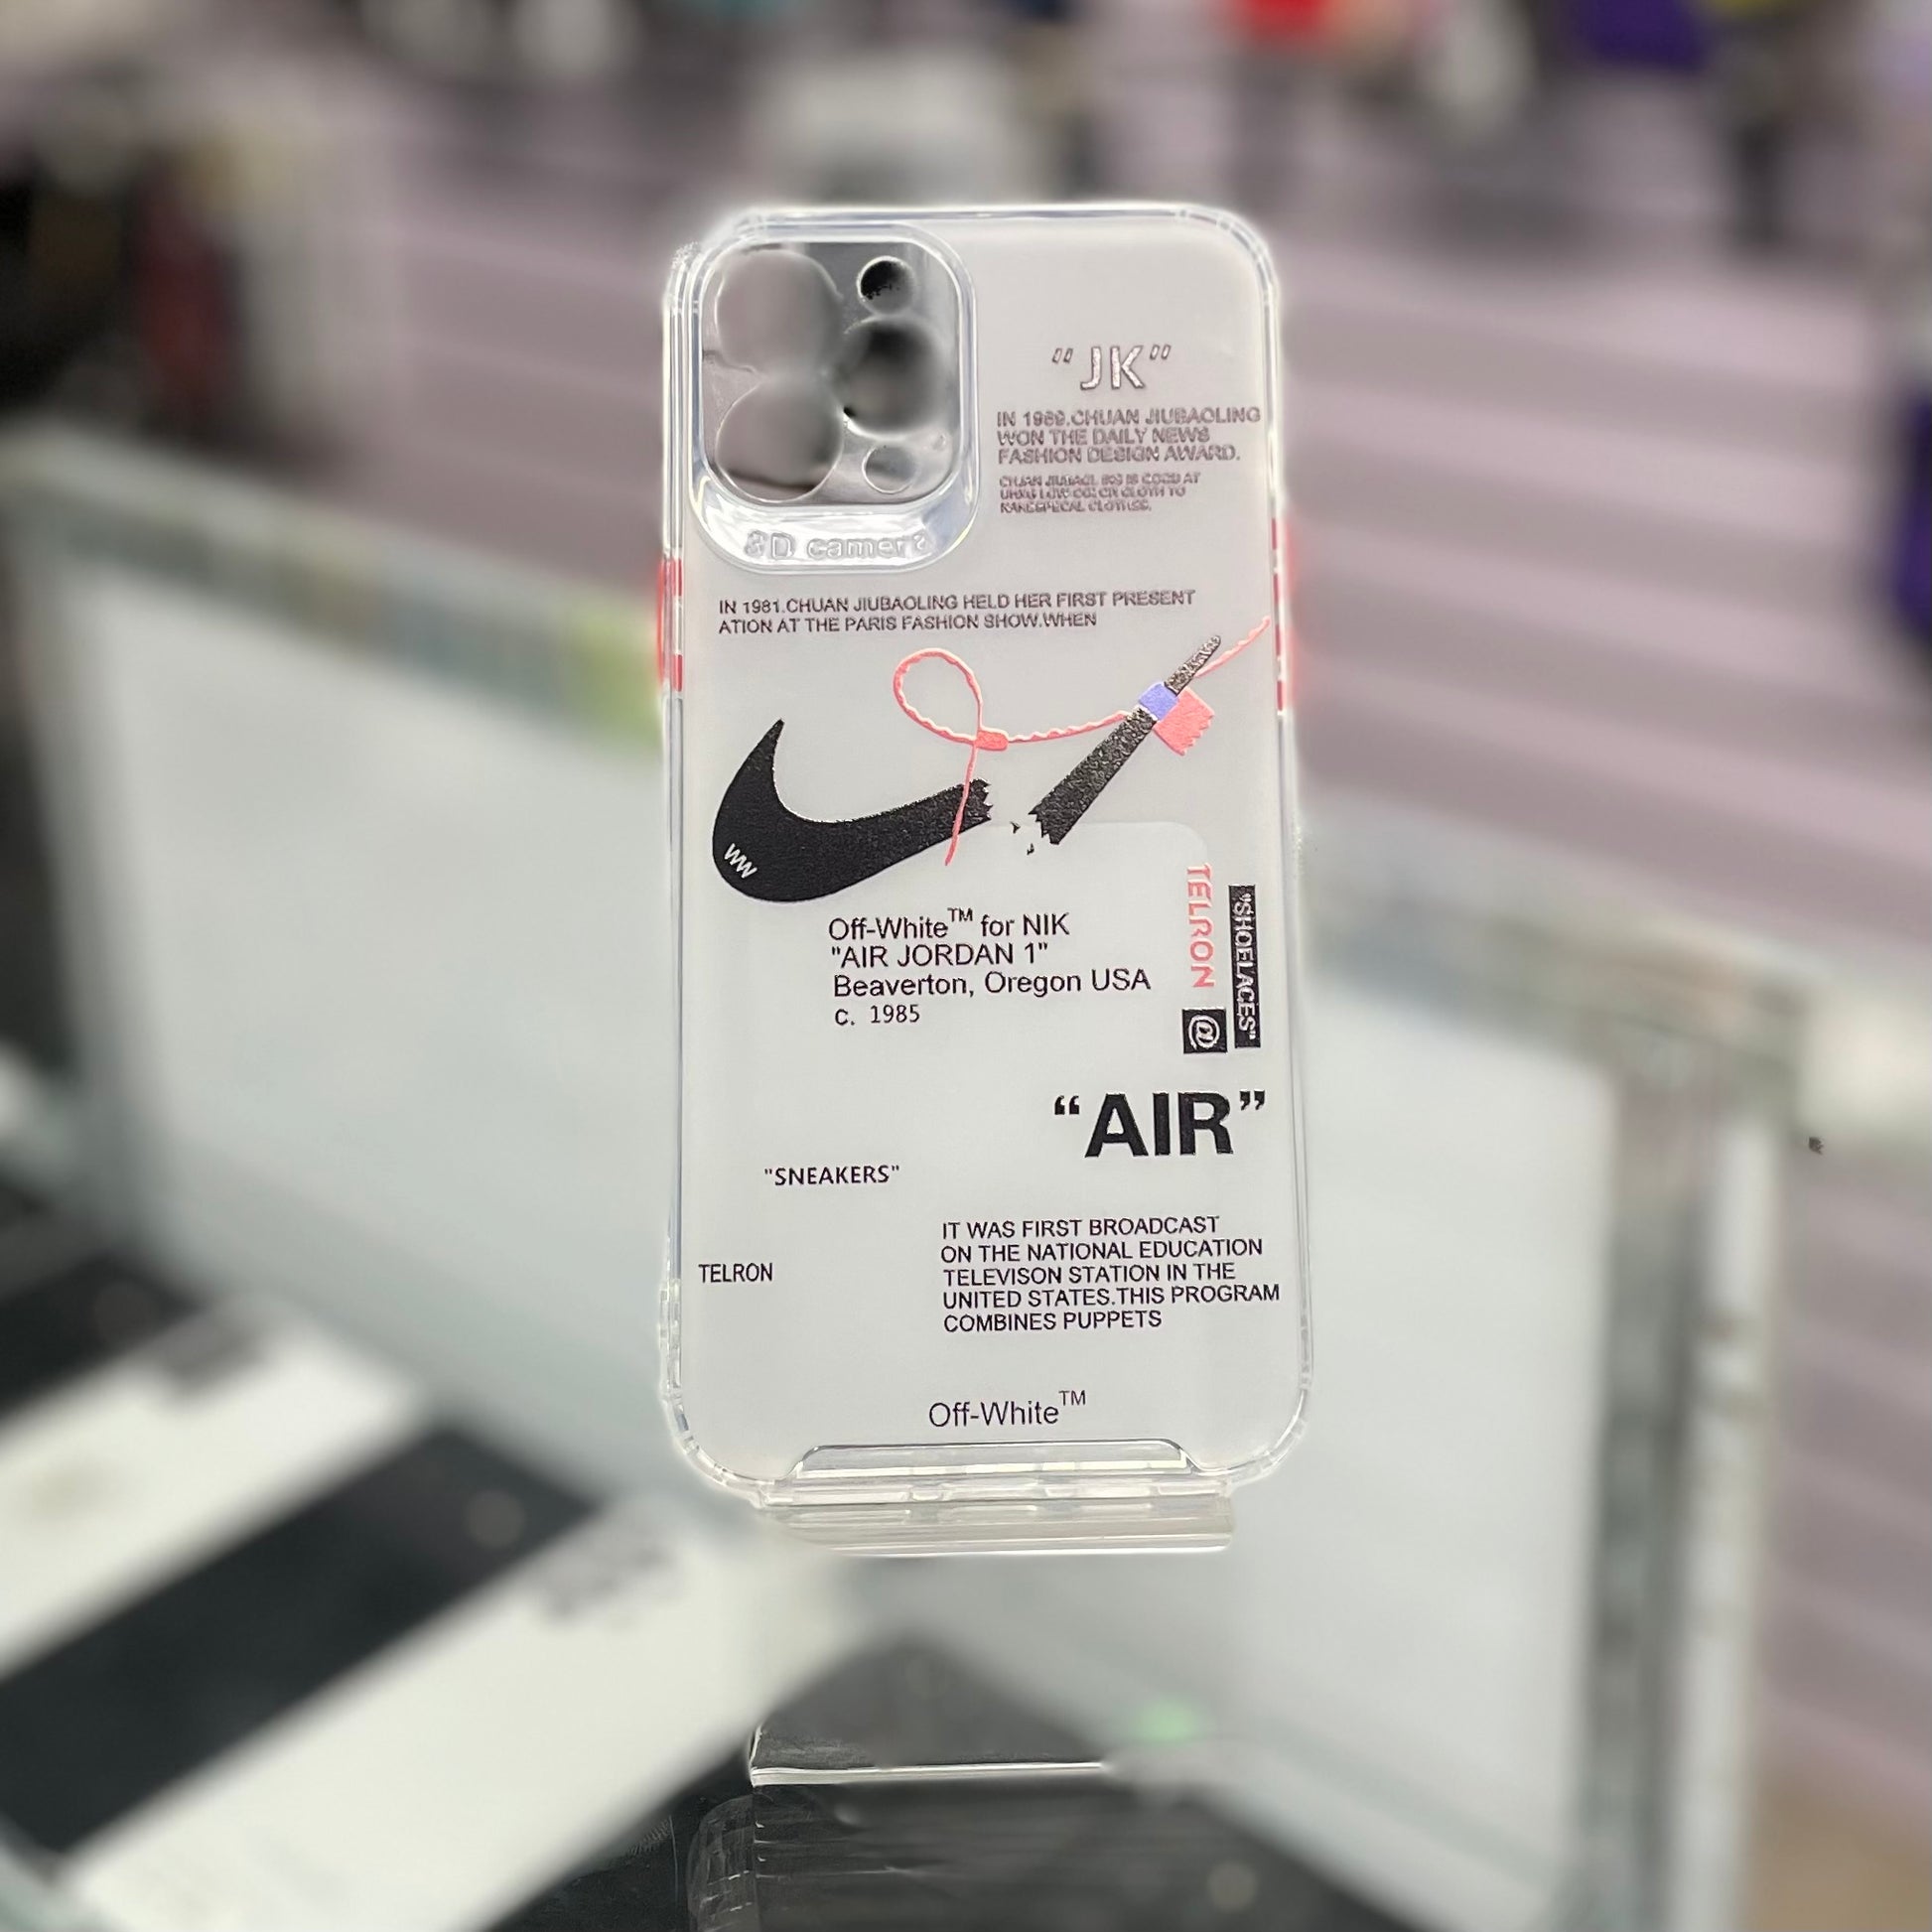 "JK"
IN 1989.CHUAN JIUBAOLING
WON THE DAILY NEWS
FASHION DESIGN AWARD.
3D camera
IN 1981.CHUAN JIUBAOLING HELD HER FIRST PRESENT
ATION AT THE PARIS FASHION SHOW.WHEN
WW
Off-White™ for NIK
"AIR JORDAN 1"
Beaverton, Oregon USA
c. 1985
TELRON
"SHOELACES"
@
“AIR”
"SNEAKERS"
TELRON
IT WAS FIRST BROADCAST
ON THE NATIONAL EDUCATION
TELEVISON STATION IN THE
UNITED STATES.THIS PROGRAM
COMBINES PUPPETS
Off-White™